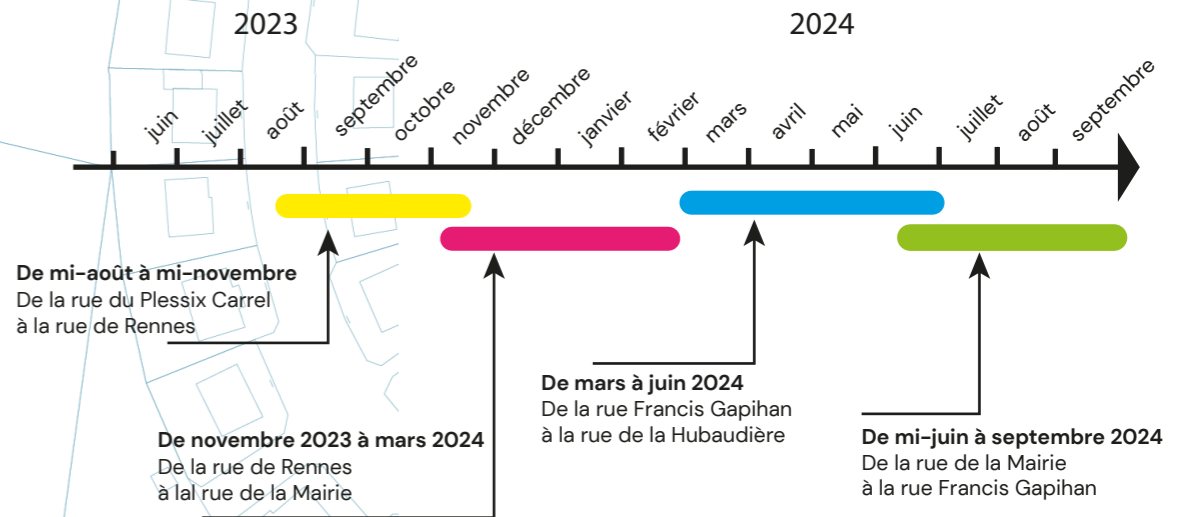 2023
2024
juin
juillet
août
septembre
octobre
novembre
décembre
janvier
février
mars
avril
mai
juin
juillet
août
septembre
De mi-août à mi-novembre
De la rue du Plessix Carrel
à la rue de Rennes
De novembre 2023 à mars 2024
De la rue de Rennes
à lal rue de la Mairie
De mars à juin 2024
De la rue Francis Gapihan
à la rue de la Hubaudière
De mi-juin à septembre 2024
De la rue de la Mairie
à la rue Francis Gapihan